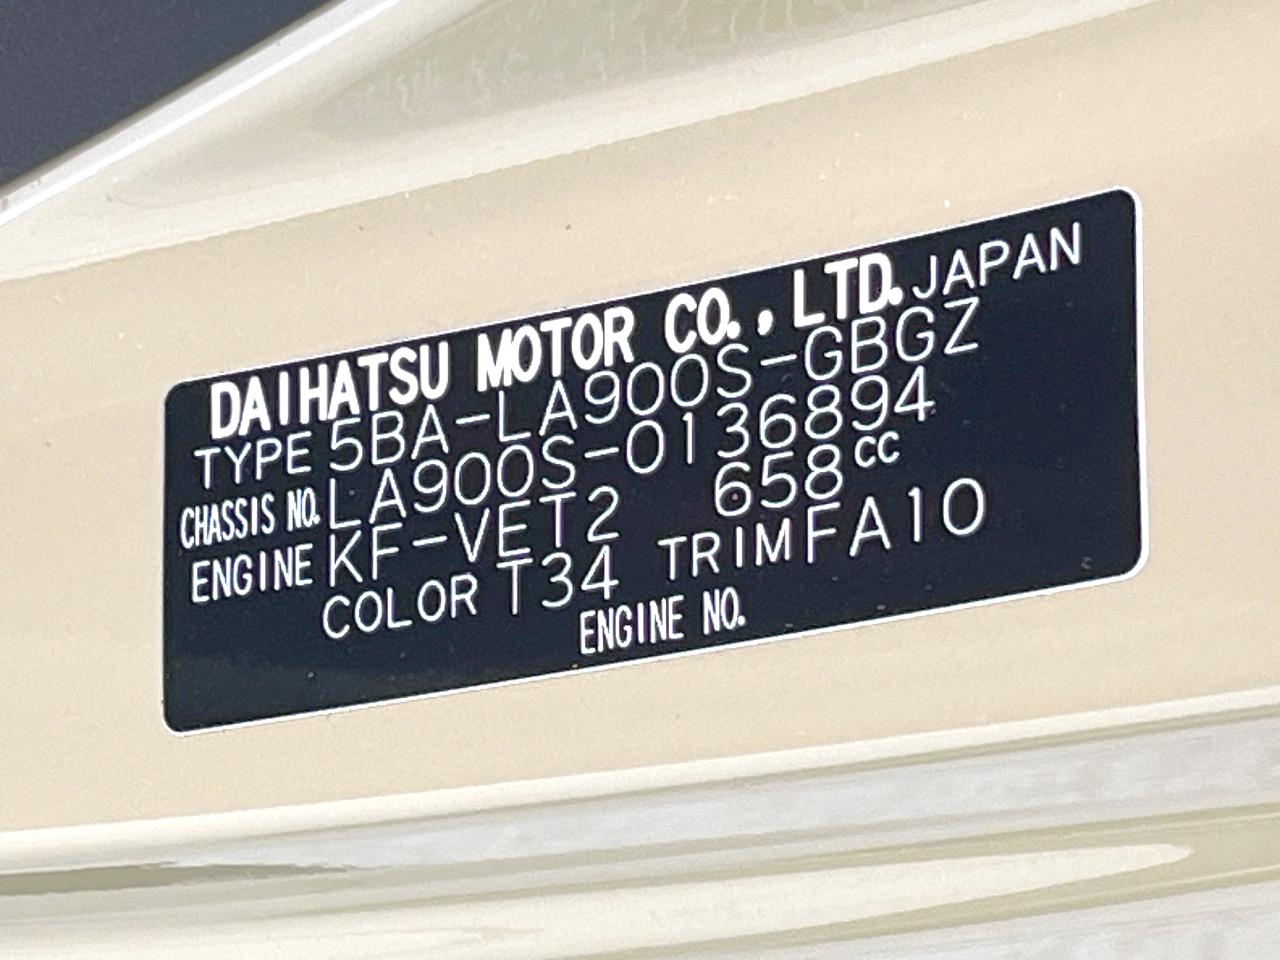 DAIHATSU MOTOR CO., LTD. JAPAN
TYPE 5BA-LA900S-GBGZ
CHASSIS NO. LA900S-0136894
ENGINE KF-VET2 658cc
COLOR T34 TRIM FA10
ENGINE NO.